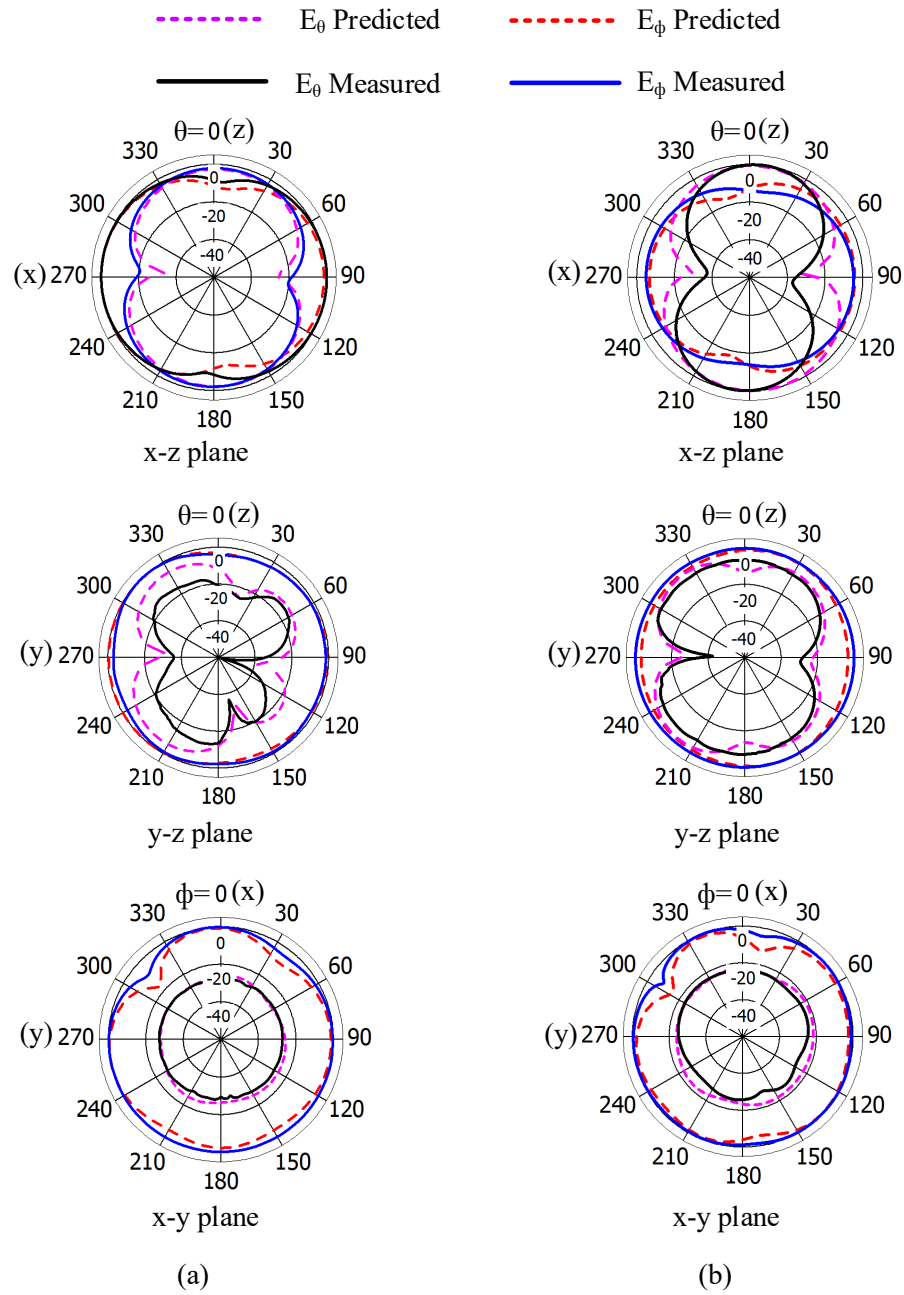 E_θ Predicted E_ϕ Predicted
E_θ Measured E_ϕ Measured
θ= 0 (z) θ= 0 (z)
330 30 330 30
300 0 60 300 0 60
-20 -20
-40 -40
(x) 270 90 (x) 270 90
240 120 240 120
210 150 210 150
180 180
x-z plane x-z plane
θ= 0 (z) θ= 0 (z)
330 30 330 30
300 0 60 300 0 60
-20 -20
-40 -40
(y) 270 90 (y) 270 90
240 120 240 120
210 150 210 150
180 180
y-z plane y-z plane
ϕ= 0 (x) ϕ= 0 (x)
330 30 330 30
300 0 60 300 0 60
-20 -20
-40 -40
(y) 270 90 (y) 270 90
240 120 240 120
210 150 210 150
180 180
x-y plane x-y plane
(a) (b)